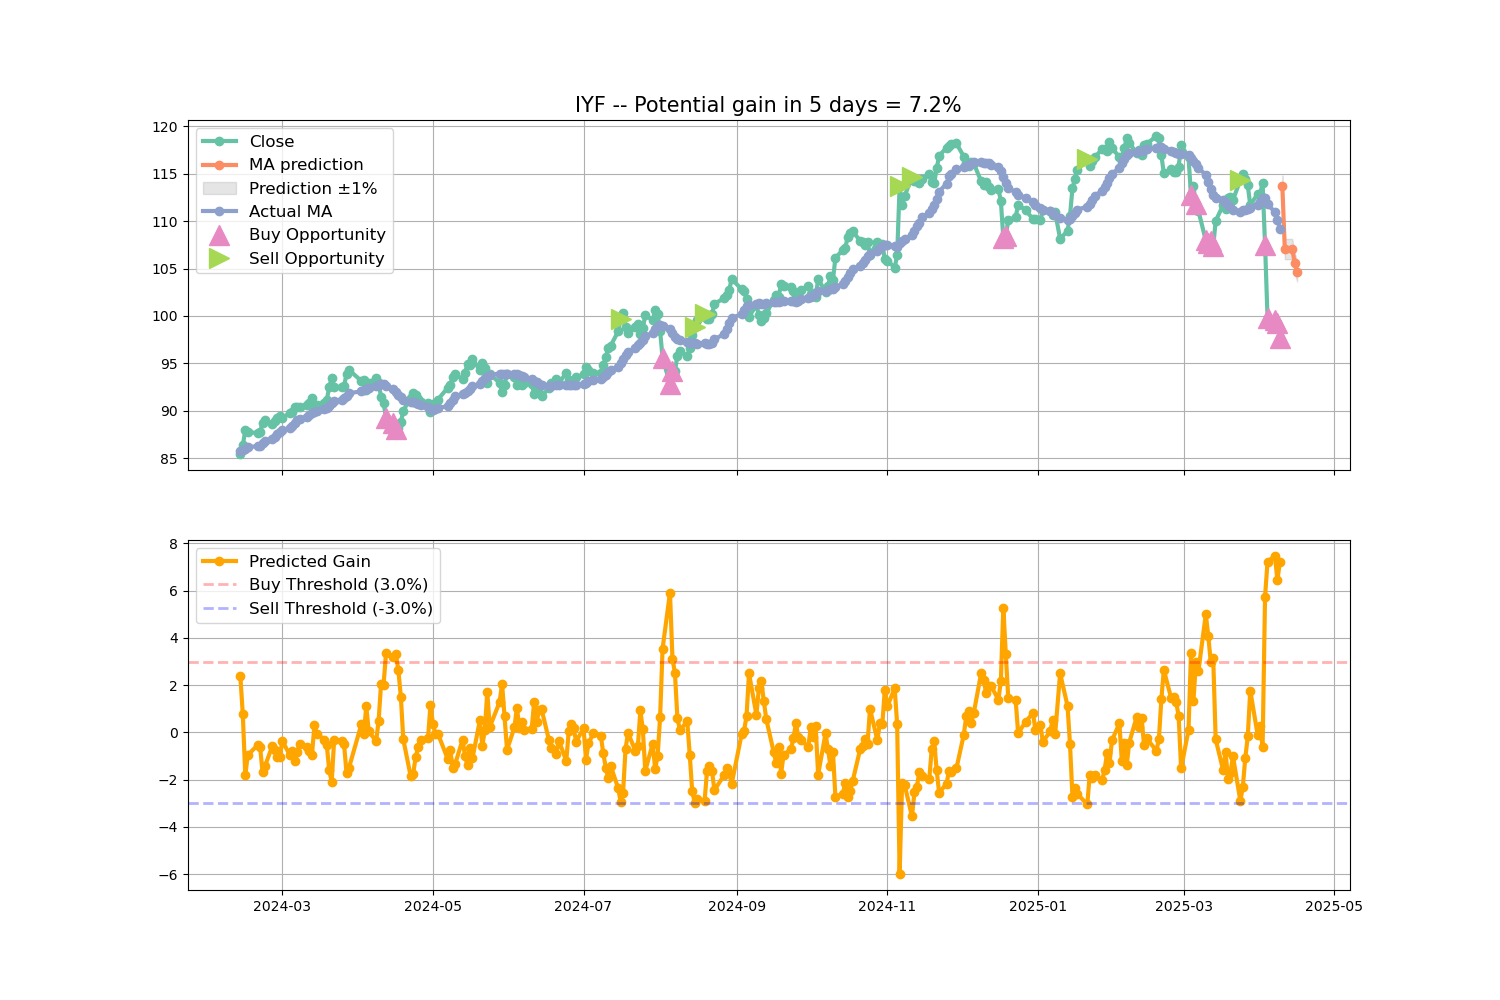 IYF -- Potential gain in 5 days = 7.2%
120
115
110
105
100
95
90
85
Close
MA prediction
Prediction ±1%
Actual MA
Buy Opportunity
Sell Opportunity
8
6
4
2
0
−2
−4
−6
Predicted Gain
Buy Threshold (3.0%)
Sell Threshold (-3.0%)
2024-03
2024-05
2024-07
2024-09
2024-11
2025-01
2025-03
2025-05